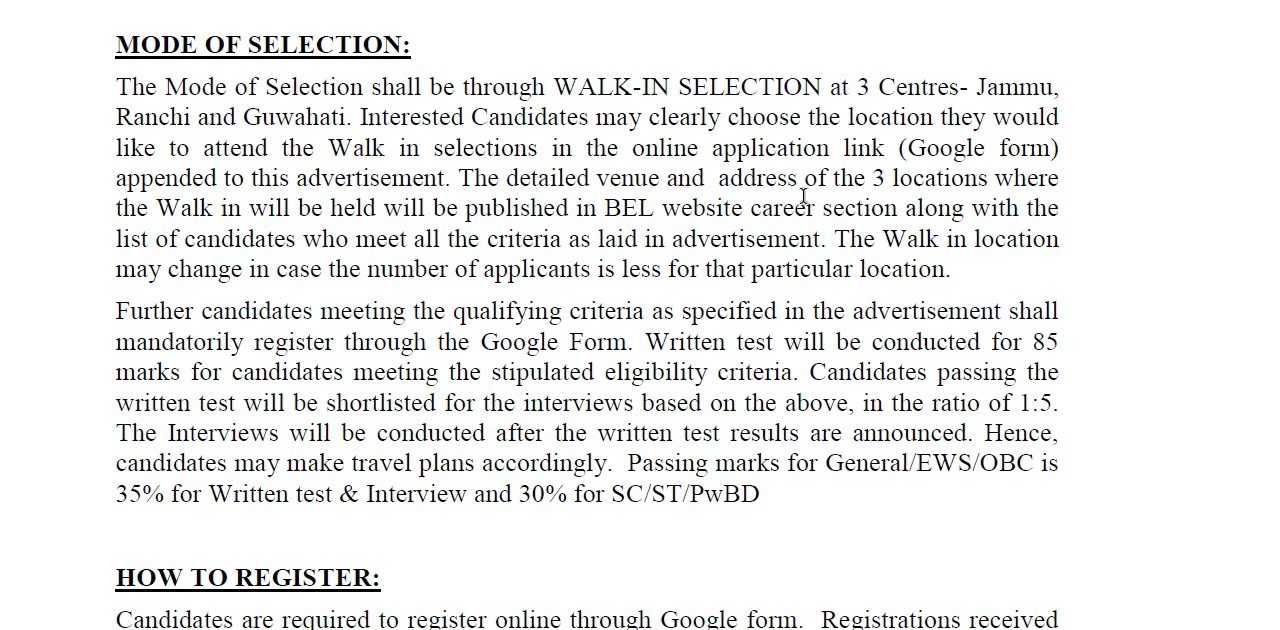 MODE OF SELECTION:
The Mode of Selection shall be through WALK-IN SELECTION at 3 Centres- Jammu,
Ranchi and Guwahati. Interested Candidates may clearly choose the location they would
like to attend the Walk in selections in the online application link (Google form)
appended to this advertisement. The detailed venue and  address of the 3 locations where
the Walk in will be held will be published in BEL website career section along with the
list of candidates who meet all the criteria as laid in advertisement. The Walk in location
may change in case the number of applicants is less for that particular location.
Further candidates meeting the qualifying criteria as specified in the advertisement shall
mandatorily register through the Google Form. Written test will be conducted for 85
marks for candidates meeting the stipulated eligibility criteria. Candidates passing the
written test will be shortlisted for the interviews based on the above, in the ratio of 1:5.
The Interviews will be conducted after the written test results are announced. Hence,
candidates may make travel plans accordingly.  Passing marks for General/EWS/OBC is
35% for Written test & Interview and 30% for SC/ST/PwBD
HOW TO REGISTER:
Candidates are required to register online through Google form.  Registrations received